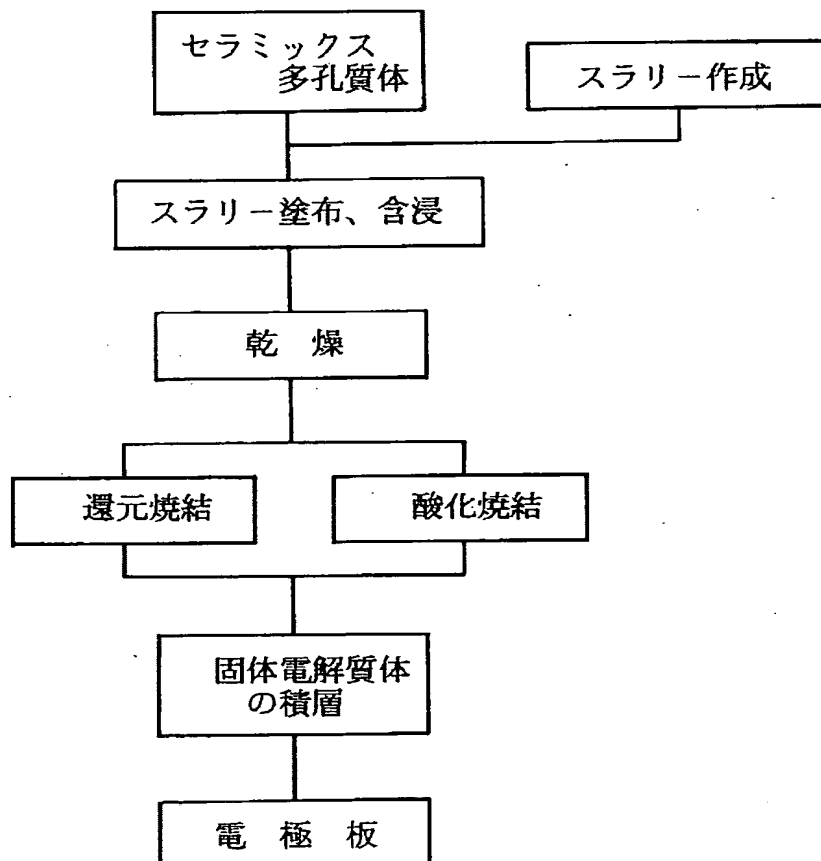 セラミックス
多孔質体
スラリー作成
スラリー塗布、含浸
乾 燥
還元焼結
酸化焼結
固体電解質体
の積層
電 極 板